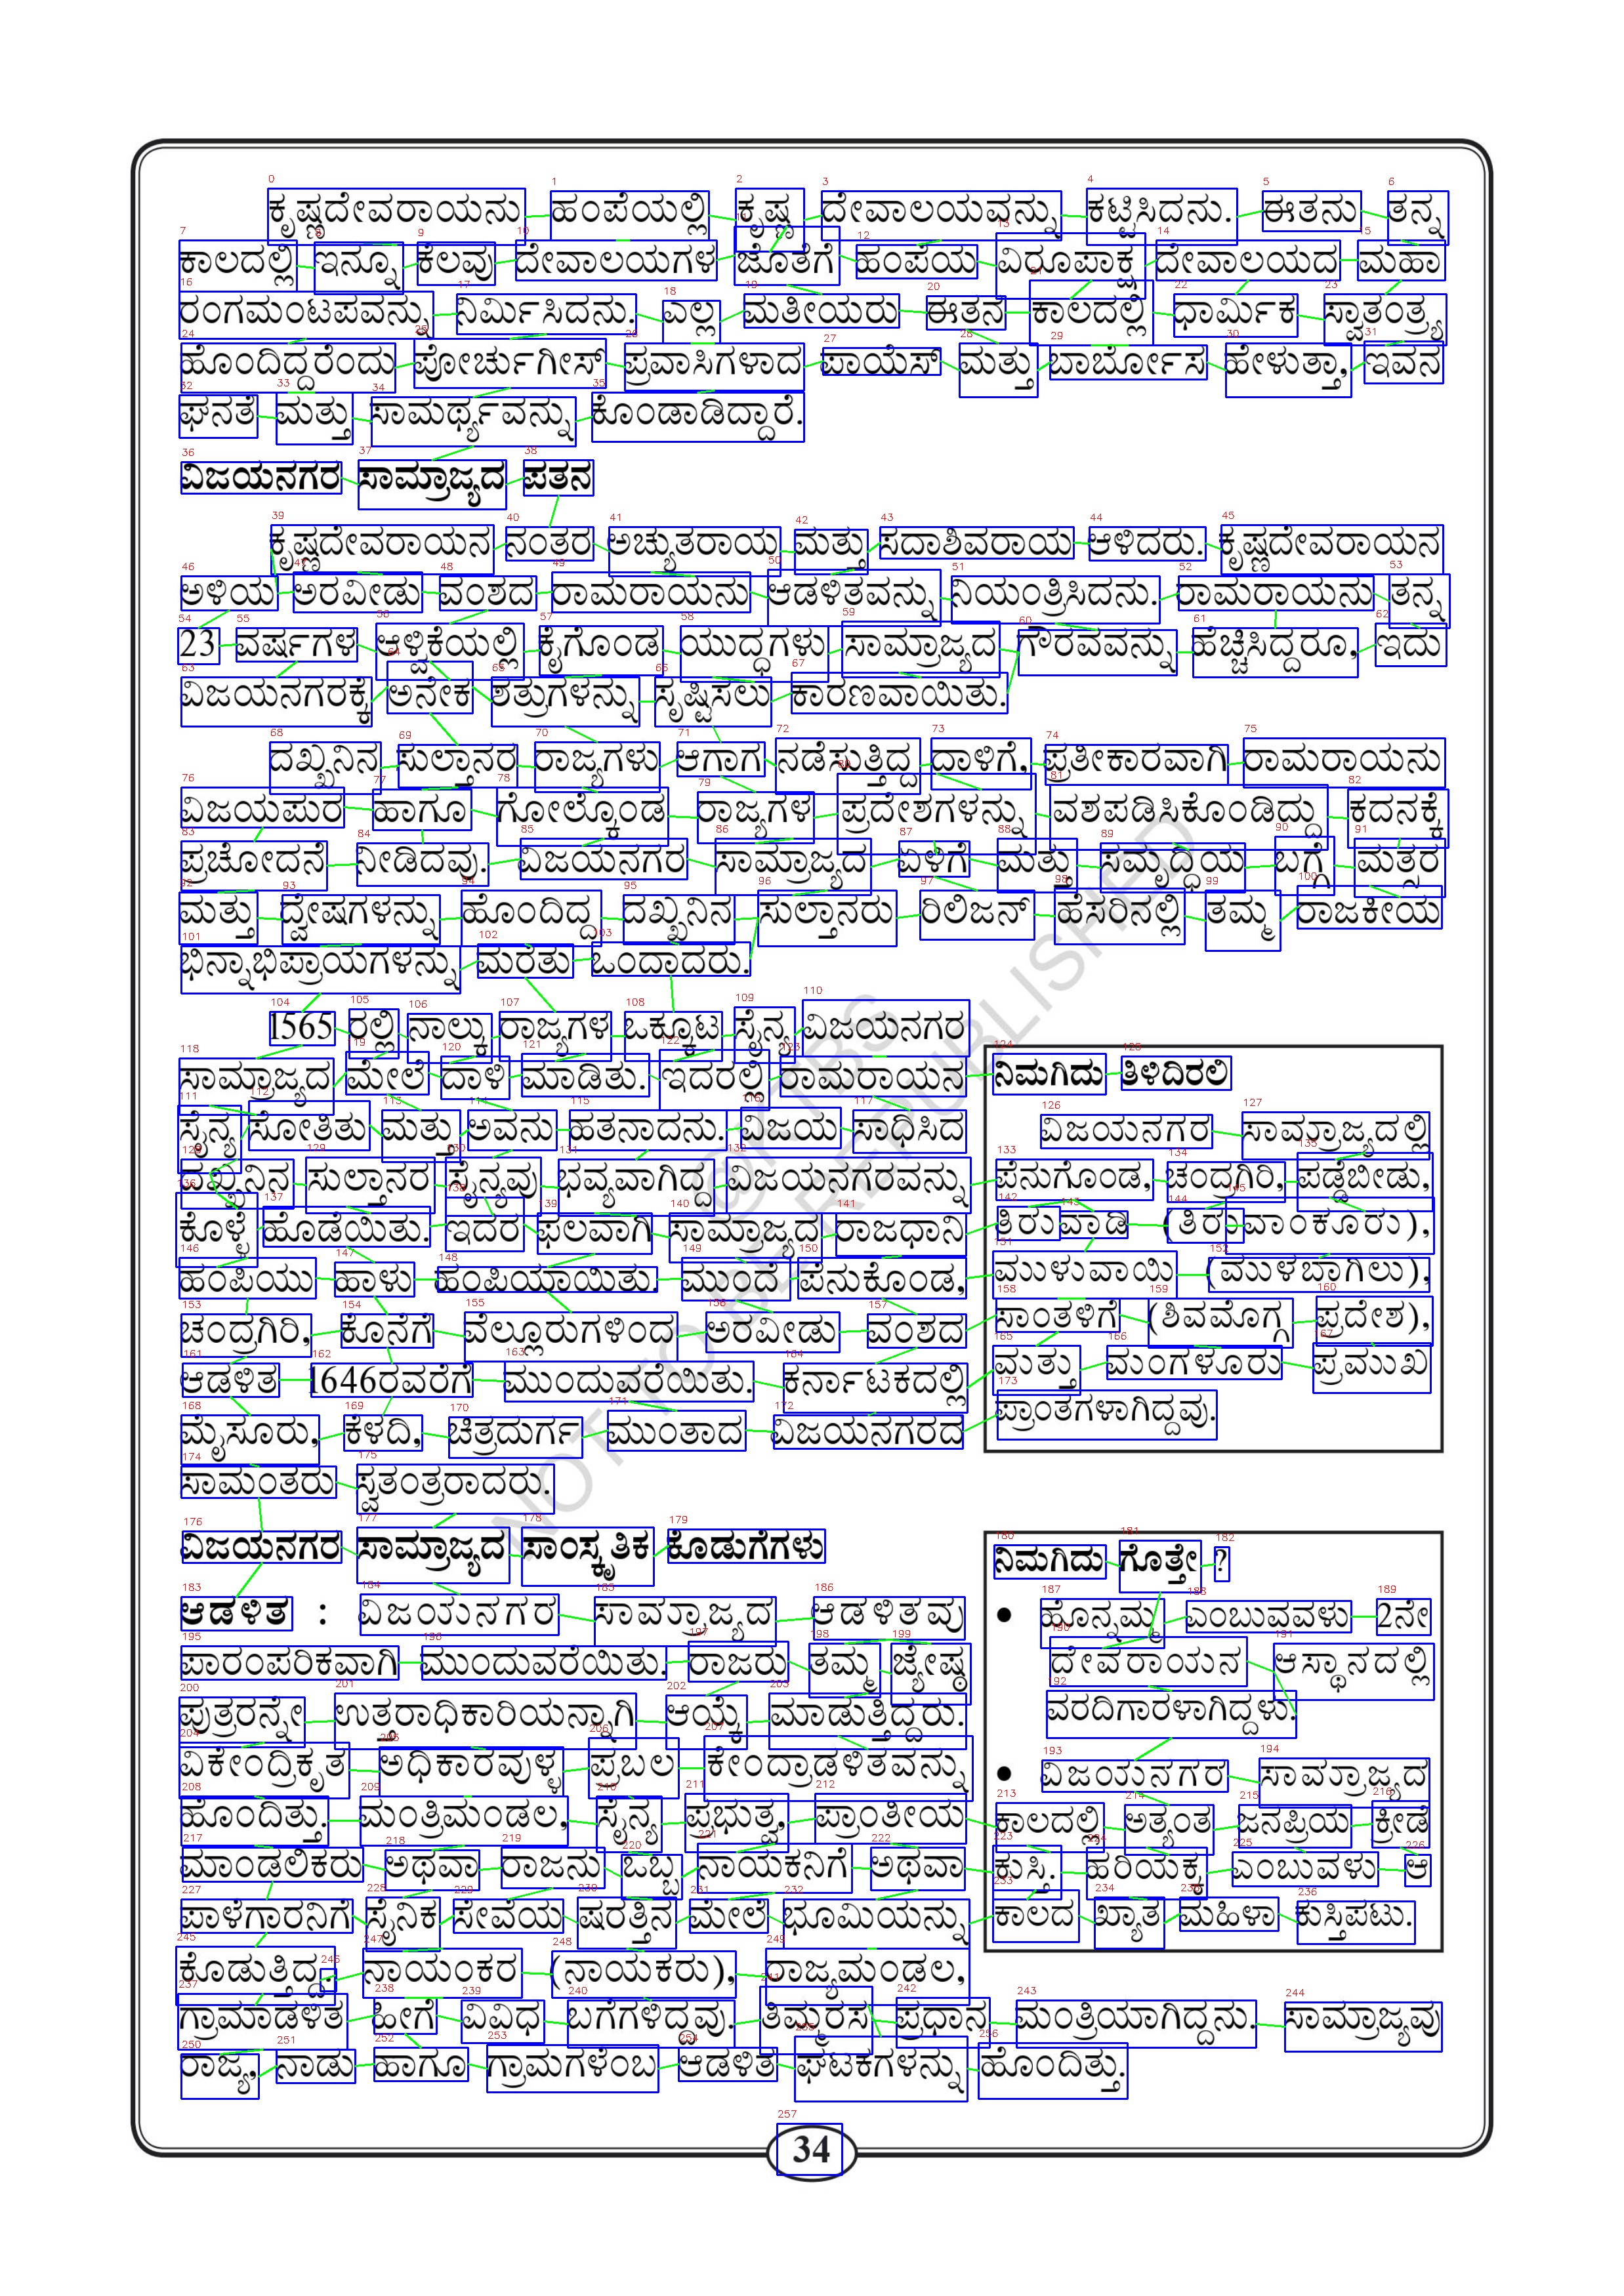 ಕೃಷ್ಣದೇವರಾಯನು ಹಂಪೆಯಲ್ಲಿ ಕೃಷ್ಣ ದೇವಾಲಯವನ್ನು ಕಟ್ಟಿಸಿದನು. ಈತನು ತನ್ನ
ಕಾಲದಲ್ಲಿ ಇನ್ನೂ ಕೆಲವು ದೇವಾಲಯಗಳ ಜೊತೆಗೆ ಹಂಪೆಯ ವಿರೂಪಾಕ್ಷ ದೇವಾಲಯದ ಮಹಾ
ರಂಗಮಂಟಪವನ್ನು ನಿರ್ಮಿಸಿದನು. ಎಲ್ಲ ಮತೀಯರು ಈತನ ಕಾಲದಲ್ಲಿ ಧಾರ್ಮಿಕ ಸ್ವಾತಂತ್ರ್ಯ
ಹೊಂದಿದ್ದರೆಂದು ಪೋರ್ಚುಗೀಸ್ ಪ್ರವಾಸಿಗಳಾದ ಪಾಯೆಸ್ ಮತ್ತು ಬಾರ್ಬೋಸ ಹೇಳುತ್ತಾ, ಇವನ
ಘನತೆ ಮತ್ತು ಸಾಮರ್ಥ್ಯವನ್ನು ಕೊಂಡಾಡಿದ್ದಾರೆ.
ವಿಜಯನಗರ ಸಾಮ್ರಾಜ್ಯದ ಪತನ
ಕೃಷ್ಣದೇವರಾಯನ ನಂತರ ಅಚ್ಯುತರಾಯ ಮತ್ತು ಸದಾಶಿವರಾಯ ಆಳಿದರು. ಕೃಷ್ಣದೇವರಾಯನ
ಅಳಿಯ ಅರವೀಡು ವಂಶದ ರಾಮರಾಯನು ಆಡಳಿತವನ್ನು ನಿಯಂತ್ರಿಸಿದನು. ರಾಮರಾಯನು ತನ್ನ
23 ವರ್ಷಗಳ ಆಳ್ವಿಕೆಯಲ್ಲಿ ಕೈಗೊಂಡ ಯುದ್ಧಗಳು ಸಾಮ್ರಾಜ್ಯದ ಗೌರವವನ್ನು ಹೆಚ್ಚಿಸಿದ್ದರೂ, ಇದು
ವಿಜಯನಗರಕ್ಕೆ ಅನೇಕ ಶತ್ರುಗಳನ್ನು ಸೃಷ್ಟಿಸಲು ಕಾರಣವಾಯಿತು.
ದಖ್ಖನಿನ ಸುಲ್ತಾನರ ರಾಜ್ಯಗಳು ಆಗಾಗ ನಡೆಸುತ್ತಿದ್ದ ದಾಳಿಗೆ, ಪ್ರತೀಕಾರವಾಗಿ ರಾಮರಾಯನು
ವಿಜಯಪುರ ಹಾಗೂ ಗೋಲ್ಕೊಂಡ ರಾಜ್ಯಗಳ ಪ್ರದೇಶಗಳನ್ನು ವಶಪಡಿಸಿಕೊಂಡಿದ್ದು ಕದನಕ್ಕೆ
ಪ್ರಚೋದನೆ ನೀಡಿದವು. ವಿಜಯನಗರ ಸಾಮ್ರಾಜ್ಯದ ಏಳಿಗೆ ಮತ್ತು ಸಮೃದ್ಧಿಯ ಬಗ್ಗೆ ಮತ್ಸರ
ಮತ್ತು ದ್ವೇಷಗಳನ್ನು ಹೊಂದಿದ್ದ ದಖ್ಖನಿನ ಸುಲ್ತಾನರು ರಿಲಿಜನ್ ಹೆಸರಿನಲ್ಲಿ ತಮ್ಮ ರಾಜಕೀಯ
ಭಿನ್ನಾಭಿಪ್ರಾಯಗಳನ್ನು ಮರೆತು ಒಂದಾದರು.
1565 ರಲ್ಲಿ ನಾಲ್ಕು ರಾಜ್ಯಗಳ ಒಕ್ಕೂಟ ಸೈನ್ಯ ವಿಜಯನಗರ
ಸಾಮ್ರಾಜ್ಯದ ಮೇಲೆ ದಾಳಿ ಮಾಡಿತು. ಇದರಲ್ಲಿ ರಾಮರಾಯನ
ಸೈನ್ಯ ಸೋತಿತು ಮತ್ತು ಅವನು ಹತನಾದನು. ವಿಜಯ ಸಾಧಿಸಿದ
ದಖ್ಖನಿನ ಸುಲ್ತಾನರ ಸೈನ್ಯವು ಭವ್ಯವಾಗಿದ್ದ ವಿಜಯನಗರವನ್ನು
ಕೊಳ್ಳೆ ಹೊಡೆಯಿತು. ಇದರ ಫಲವಾಗಿ ಸಾಮ್ರಾಜ್ಯದ ರಾಜಧಾನಿ
ಹಂಪಿಯು ಹಾಳು ಹಂಪಿಯಾಯಿತು. ಮುಂದೆ ಪೆನುಕೊಂಡ,
ಚಂದ್ರಗಿರಿ, ಕೊನೆಗೆ ವೆಲ್ಲೂರುಗಳಿಂದ ಅರವೀಡು ವಂಶದ
ಆಡಳಿತ 1646ರವರೆಗೆ ಮುಂದುವರೆಯಿತು. ಕರ್ನಾಟಕದಲ್ಲಿ
ಮೈಸೂರು, ಕೆಳದಿ, ಚಿತ್ರದುರ್ಗ ಮುಂತಾದ ವಿಜಯನಗರದ
ಸಾಮಂತರು ಸ್ವತಂತ್ರರಾದರು.
ನಿಮಗಿದು ತಿಳಿದಿರಲಿ
ವಿಜಯನಗರ ಸಾಮ್ರಾಜ್ಯದಲ್ಲಿ
ಪೆನುಗೊಂಡ, ಚಂದ್ರಗಿರಿ, ಪಡೈಬೀಡು,
ತಿರುವಾಡಿ (ತಿರುವಾಂಕೂರು),
ಮುಳುವಾಯಿ (ಮುಳಬಾಗಿಲು),
ಸಾಂತಳಿಗೆ (ಶಿವಮೊಗ್ಗ ಪ್ರದೇಶ),
ಮತ್ತು ಮಂಗಳೂರು ಪ್ರಮುಖ
ಪ್ರಾಂತಗಳಾಗಿದ್ದವು.
ವಿಜಯನಗರ ಸಾಮ್ರಾಜ್ಯದ ಸಾಂಸ್ಕೃತಿಕ ಕೊಡುಗೆಗಳು
ಆಡಳಿತ : ವಿಜಯನಗರ ಸಾಮ್ರಾಜ್ಯದ ಆಡಳಿತವು
ಪಾರಂಪರಿಕವಾಗಿ ಮುಂದುವರೆಯಿತು. ರಾಜರು ತಮ್ಮ ಜ್ಯೇಷ್ಠ
ಪುತ್ರರನ್ನೇ ಉತ್ತರಾಧಿಕಾರಿಯನ್ನಾಗಿ ಆಯ್ಕೆ ಮಾಡುತ್ತಿದ್ದರು.
ವಿಕೇಂದ್ರಿಕೃತ ಅಧಿಕಾರವುಳ್ಳ ಪ್ರಬಲ ಕೇಂದ್ರಾಡಳಿತವನ್ನು
ಹೊಂದಿತ್ತು. ಮಂತ್ರಿಮಂಡಲ, ಸೈನ್ಯ ಪ್ರಭುತ್ವ, ಪ್ರಾಂತೀಯ
ಮಾಂಡಲಿಕರು ಅಥವಾ ರಾಜನು ಒಬ್ಬ ನಾಯಕನಿಗೆ ಅಥವಾ
ಪಾಳೆಗಾರನಿಗೆ ಸೈನಿಕ ಸೇವೆಯ ಷರತ್ತಿನ ಮೇಲೆ ಭೂಮಿಯನ್ನು
ಕೊಡುತ್ತಿದ್ದ. ನಾಯಂಕರ (ನಾಯಕರು), ರಾಜ್ಯಮಂಡಲ,
ಗ್ರಾಮಾಡಳಿತ ಹೀಗೆ ವಿವಿಧ ಬಗೆಗಳಿದ್ದವು. ತಿಮ್ಮರಸ ಪ್ರಧಾನ ಮಂತ್ರಿಯಾಗಿದ್ದನು. ಸಾಮ್ರಾಜ್ಯವು
ರಾಜ್ಯ, ನಾಡು ಹಾಗೂ ಗ್ರಾಮಗಳೆಂಬ ಆಡಳಿತ ಘಟಕಗಳನ್ನು ಹೊಂದಿತ್ತು.
ನಿಮಗಿದು ಗೊತ್ತೇ ?
• ಹೊನ್ನಮ್ಮ ಎಂಬುವವಳು 2ನೇ
ದೇವರಾಯನ ಆಸ್ಥಾನದಲ್ಲಿ
ವರದಿಗಾರಳಾಗಿದ್ದಳು.
• ವಿಜಯನಗರ ಸಾಮ್ರಾಜ್ಯದ
ಕಾಲದಲ್ಲಿ ಅತ್ಯಂತ ಜನಪ್ರಿಯ ಕ್ರೀಡೆ
ಕುಸ್ತಿ. ಹರಿಯಕ್ಕ ಎಂಬುವಳು ಆ
ಕಾಲದ ಖ್ಯಾತ ಮಹಿಳಾ ಕುಸ್ತಿಪಟು.
34
@KTBS
NOT TO BE REPUBLISHED